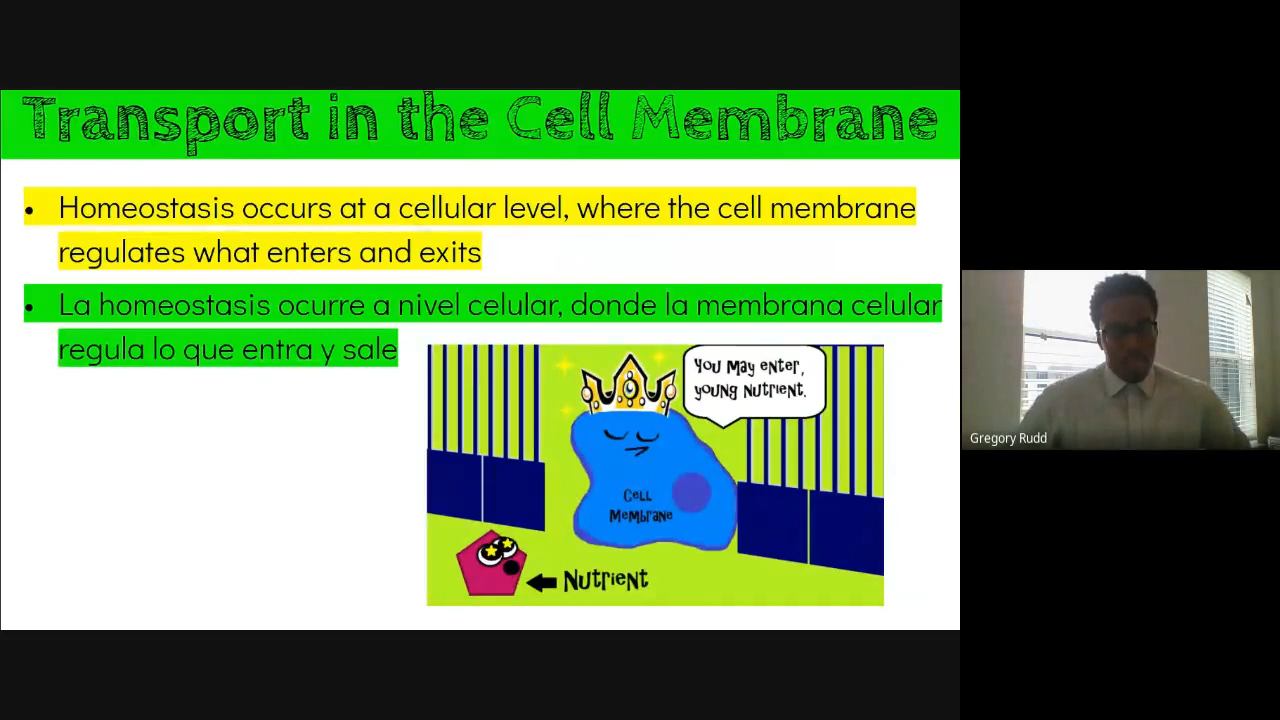 Transport in the Cell Membrane
• Homeostasis occurs at a cellular level, where the cell membrane
regulates what enters and exits
• La homeostasis ocurre a nivel celular, donde la membrana celular
regula lo que entra y sale
You may enter,
young nutrient.
Cell
Membrane
Nutrient
Gregory Rudd